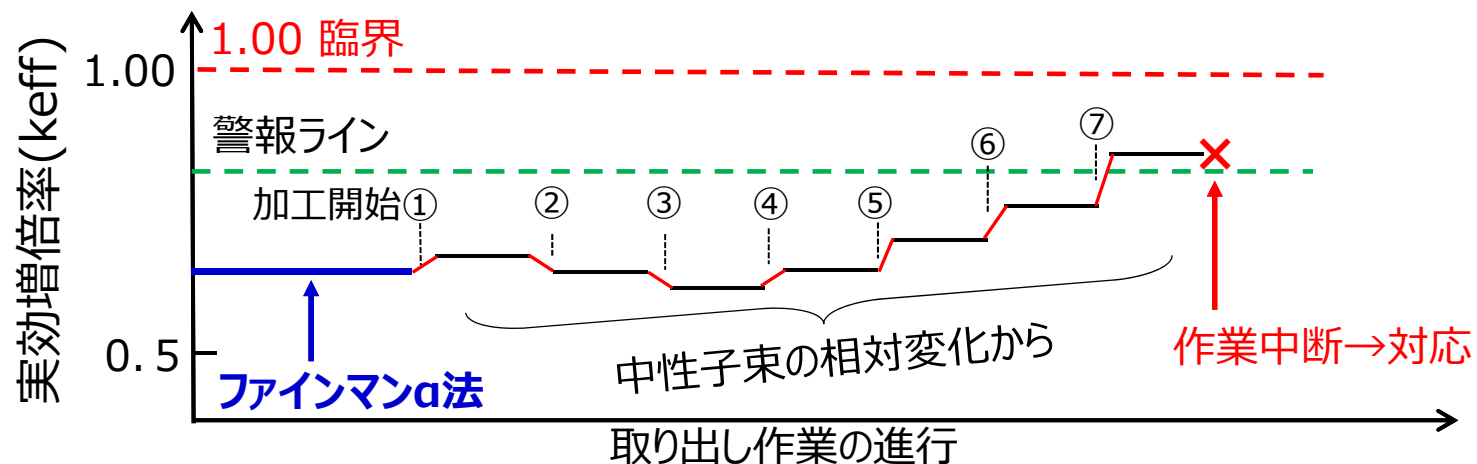 実効増倍率(keff)
1.00
1.00 臨界
警報ライン
加工開始①
②
③
④
⑤
⑥
⑦
0.5
ファインマンα法
中性子束の相対変化から
作業中断→対応
取り出し作業の進行